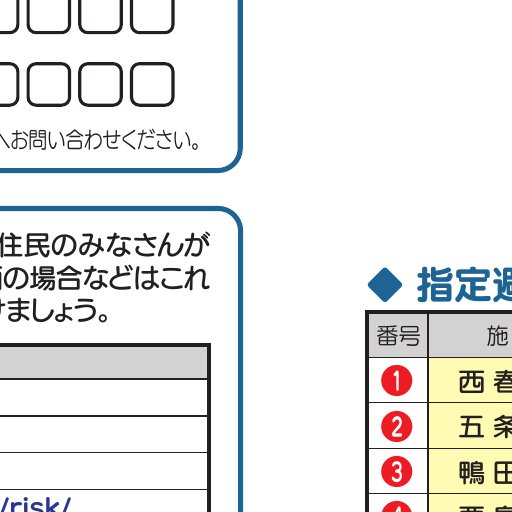 へお問い合わせください。
住民のみなさんが
の場合などはこれ
ましょう。
/risk/
◆ 指定
番号 施
1 西春
2 五条
3 鴨田